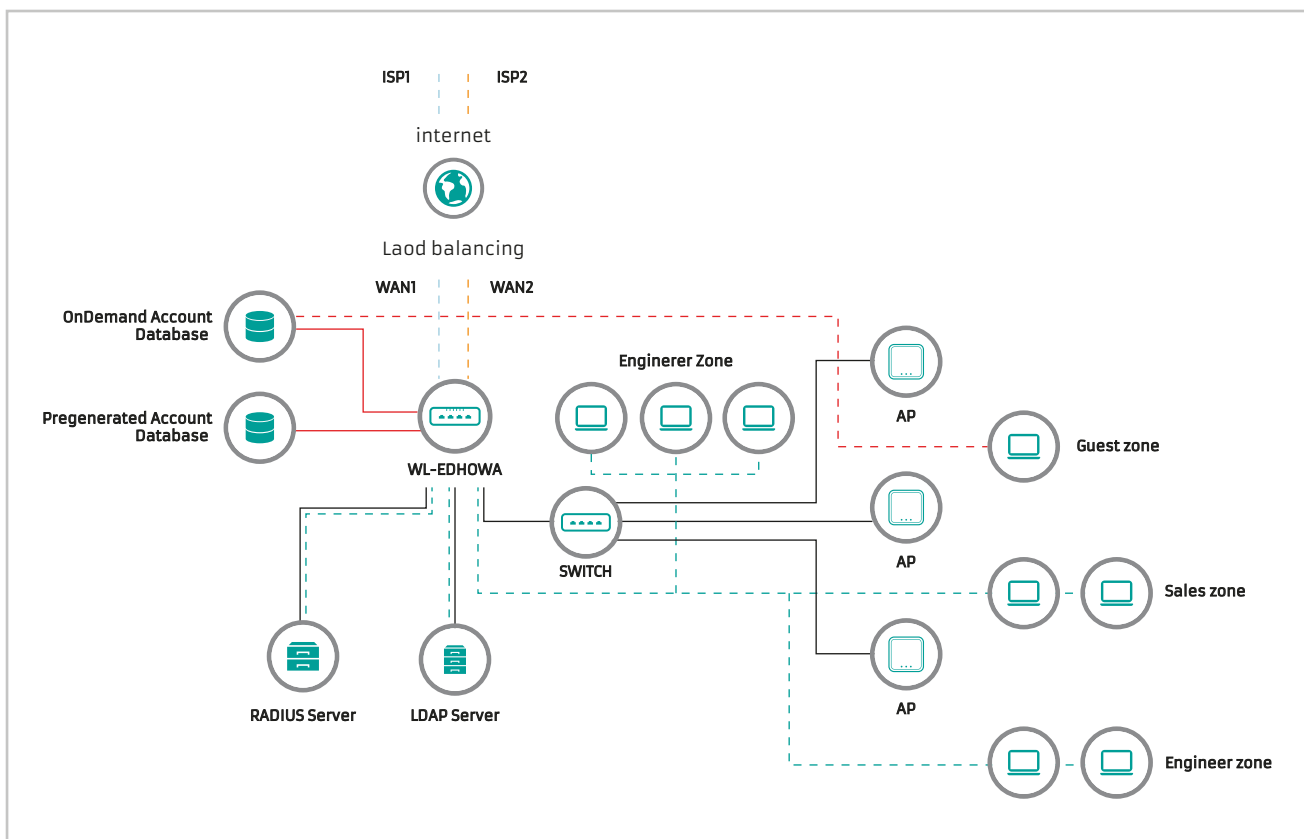 ISP1
ISP2
internet
Laod balancing
WAN1
WAN2
OnDemand Account
Database
Enginerer Zone
Pregenerated Account
Database
AP
Guest zone
WL-EDHOWA
SWITCH
AP
Sales zone
RADIUS Server
LDAP Server
AP
Engineer zone